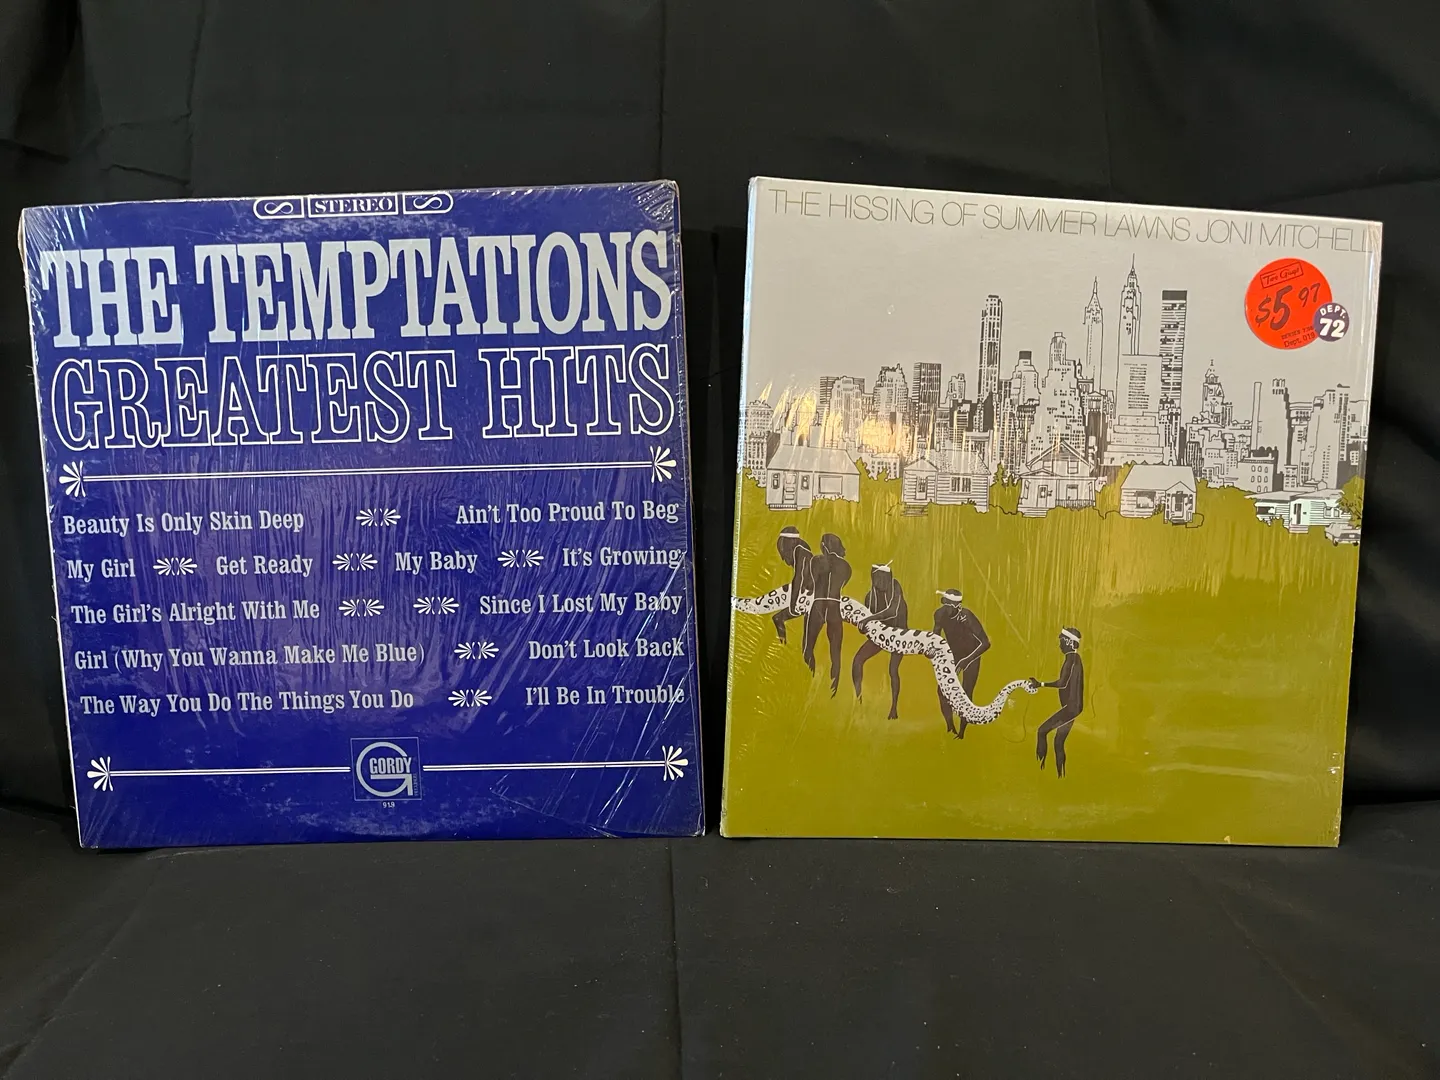 STEREO
THE TEMPTATIONS
GREATEST HITS
Beauty Is Only Skin Deep Ain't Too Proud To Beg
My Girl Get Ready My Baby It's Growing
The Girl's Alright With Me Since I Lost My Baby
Girl (Why You Wanna Make Me Blue) Don't Look Back
The Way You Do The Things You Do I'll Be In Trouble
GORDY
918
THE HISSING OF SUMMER LAWNS JONI MITCHELL
$5.97
Dept. 019
DEPT.
72